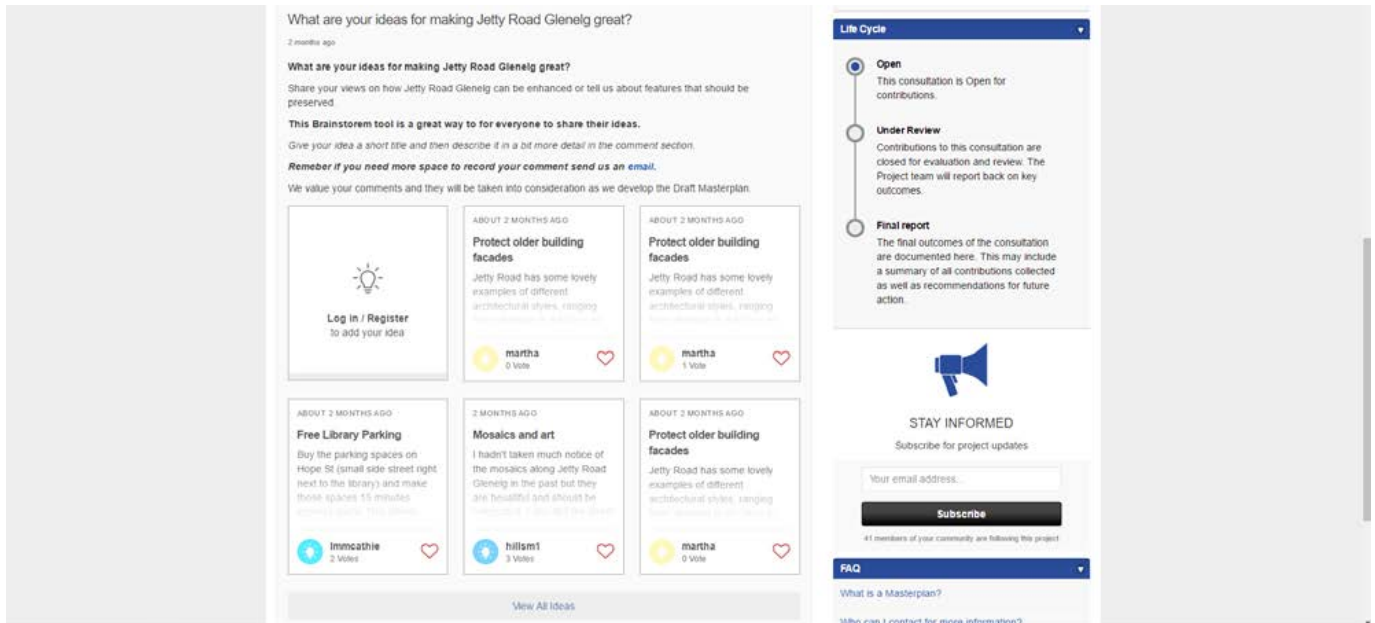 What are your ideas for making Jetty Road Glenelg great?
2 months ago
What are your ideas for making Jetty Road Glenelg great?
Share your views on how Jetty Road Glenelg can be enhanced or tell us about features that should be
preserved.
This Brainstorem tool is a great way to for everyone to share their ideas.
Give your idea a short title and then describe it in a bit more detail in the comment section.
Remeber if you need more space to record your comment send us an email.
We value your comments and they will be taken into consideration as we develop the Draft Masterplan.
Log in / Register
to add your idea
ABOUT 2 MONTHS AGO
Protect older building
facades
Jetty Road has some lovely
examples of different
architectural styles, ranging
martha
0 Vote
ABOUT 2 MONTHS AGO
Protect older building
facades
Jetty Road has some lovely
examples of different
architectural styles, ranging
martha
1 Vote
ABOUT 2 MONTHS AGO
Free Library Parking
Buy the parking spaces on
Hope St (small side street right
next to the library) and make
those spaces 15 minutes
lmmcathie
2 Votes
2 MONTHS AGO
Mosaics and art
I hadn't taken much notice of
the mosaics along Jetty Road
Glenelg in the past but they
are beautiful and should be
hillsm1
3 Votes
ABOUT 2 MONTHS AGO
Protect older building
facades
Jetty Road has some lovely
examples of different
architectural styles, ranging
martha
0 Vote
View All Ideas
Life Cycle
Open
This consultation is Open for
contributions.
Under Review
Contributions to this consultation are
closed for evaluation and review. The
Project team will report back on key
outcomes.
Final report
The final outcomes of the consultation
are documented here. This may include
a summary of all contributions collected
as well as recommendations for future
action.
STAY INFORMED
Subscribe for project updates
Your email address...
Subscribe
41 members of your community are following this project
FAQ
What is a Masterplan?
Who can I contact for more information?